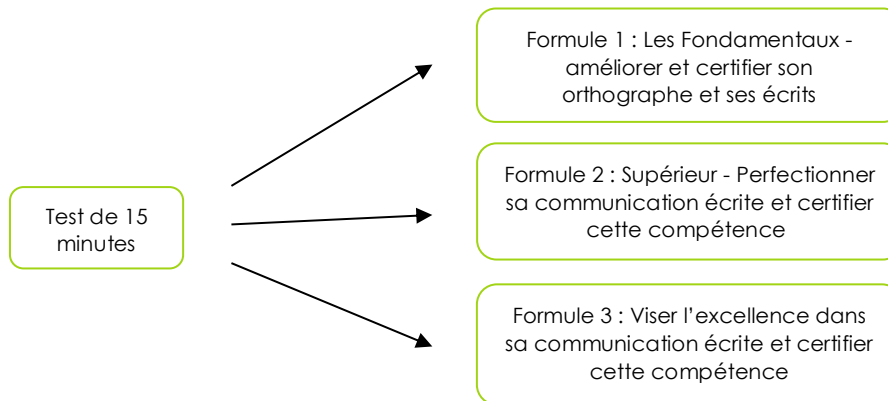 Formule 1 : Les Fondamentaux -
améliorer et certifier son
orthographe et ses écrits
Test de 15
minutes
Formule 2 : Supérieur - Perfectionner
sa communication écrite et certifier
cette compétence
Formule 3 : Viser l’excellence dans
sa communication écrite et certifier
cette compétence